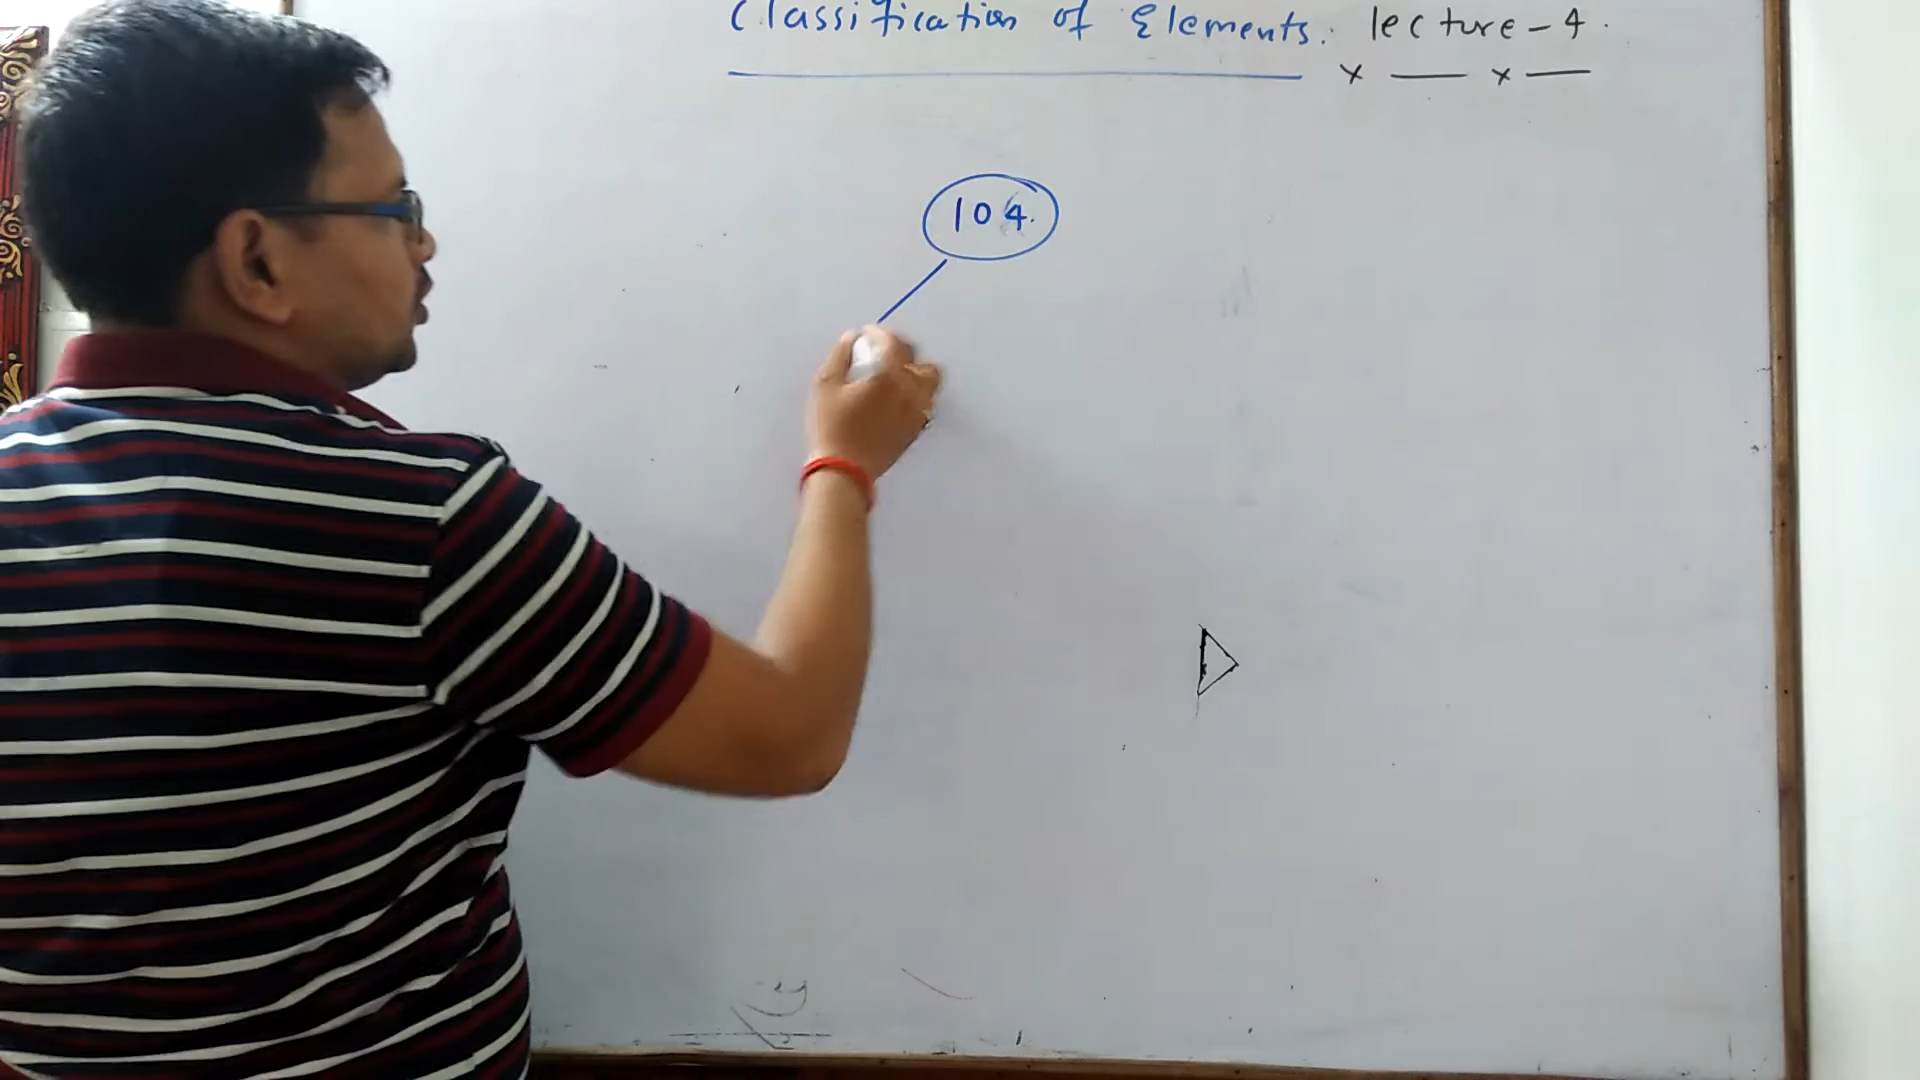 Classification of Elements. lecture-4.
104.